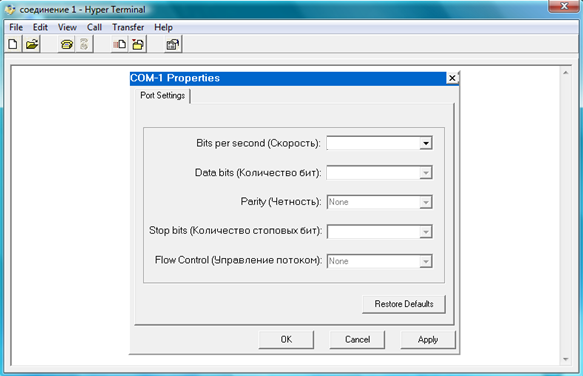 соединение 1 - Hyper Terminal
File Edit View Call Transfer Help
COM-1 Properties
Port Settings
Bits per second (Скорость):
Data bits (Количество бит):
Parity (Четность): None
Stop bits (Количество стоповых бит):
Flow Control (Управление потоком): None
Restore Defaults
OK Cancel Apply